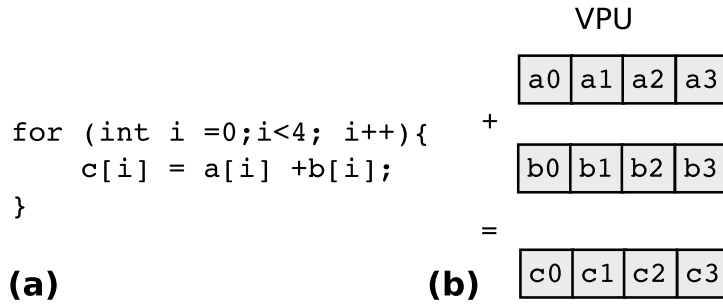 for (int i =0;i<4; i++){
c[i] = a[i] +b[i];
}
(a)
VPU
a0 a1 a2 a3
+
b0 b1 b2 b3
=
c0 c1 c2 c3
(b)